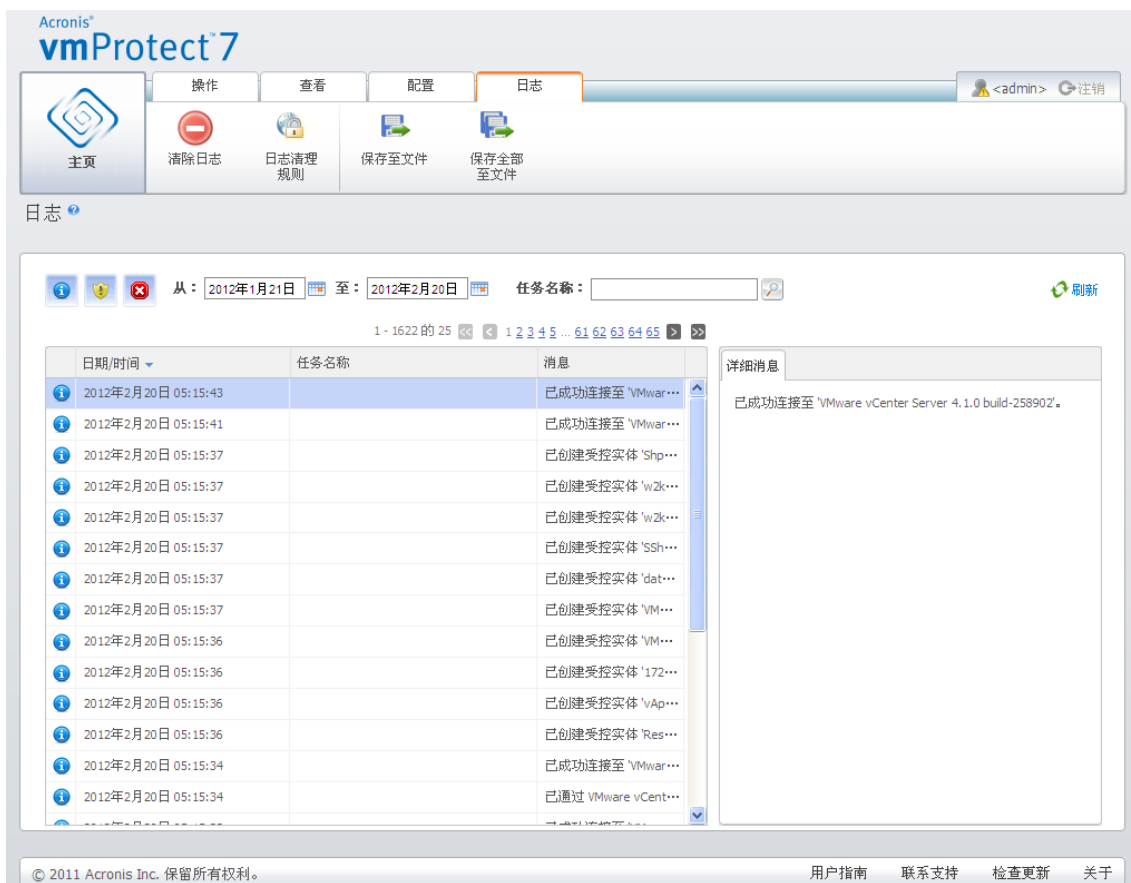 Acronis®
vmProtect™7
操作 查看 配置 日志 <admin> 注销
主页 清除日志 日志清理规则 保存至文件 保存全部至文件
日志
从： 2012年1月21日 至： 2012年2月20日 任务名称： 刷新
1 - 1622 的 25 1 2 3 4 5 ... 61 62 63 64 65
日期/时间 任务名称 消息 详细消息
2012年2月20日 05:15:43 已成功连接至 'VMwar… 已成功连接至 'VMware vCenter Server 4.1.0 build-258902'。
2012年2月20日 05:15:41 已成功连接至 'VMwar…
2012年2月20日 05:15:37 已创建受控实体 'Shp…
2012年2月20日 05:15:37 已创建受控实体 'w2k…
2012年2月20日 05:15:37 已创建受控实体 'w2k…
2012年2月20日 05:15:37 已创建受控实体 'SSh…
2012年2月20日 05:15:37 已创建受控实体 'dat…
2012年2月20日 05:15:37 已创建受控实体 'VM…
2012年2月20日 05:15:36 已创建受控实体 'VM…
2012年2月20日 05:15:36 已创建受控实体 '172…
2012年2月20日 05:15:36 已创建受控实体 'vAp…
2012年2月20日 05:15:36 已创建受控实体 'Res…
2012年2月20日 05:15:34 已成功连接至 'VMwar…
2012年2月20日 05:15:34 已通过 VMware vCent…
© 2011 Acronis Inc. 保留所有权利。 用户指南 联系支持 检查更新 关于